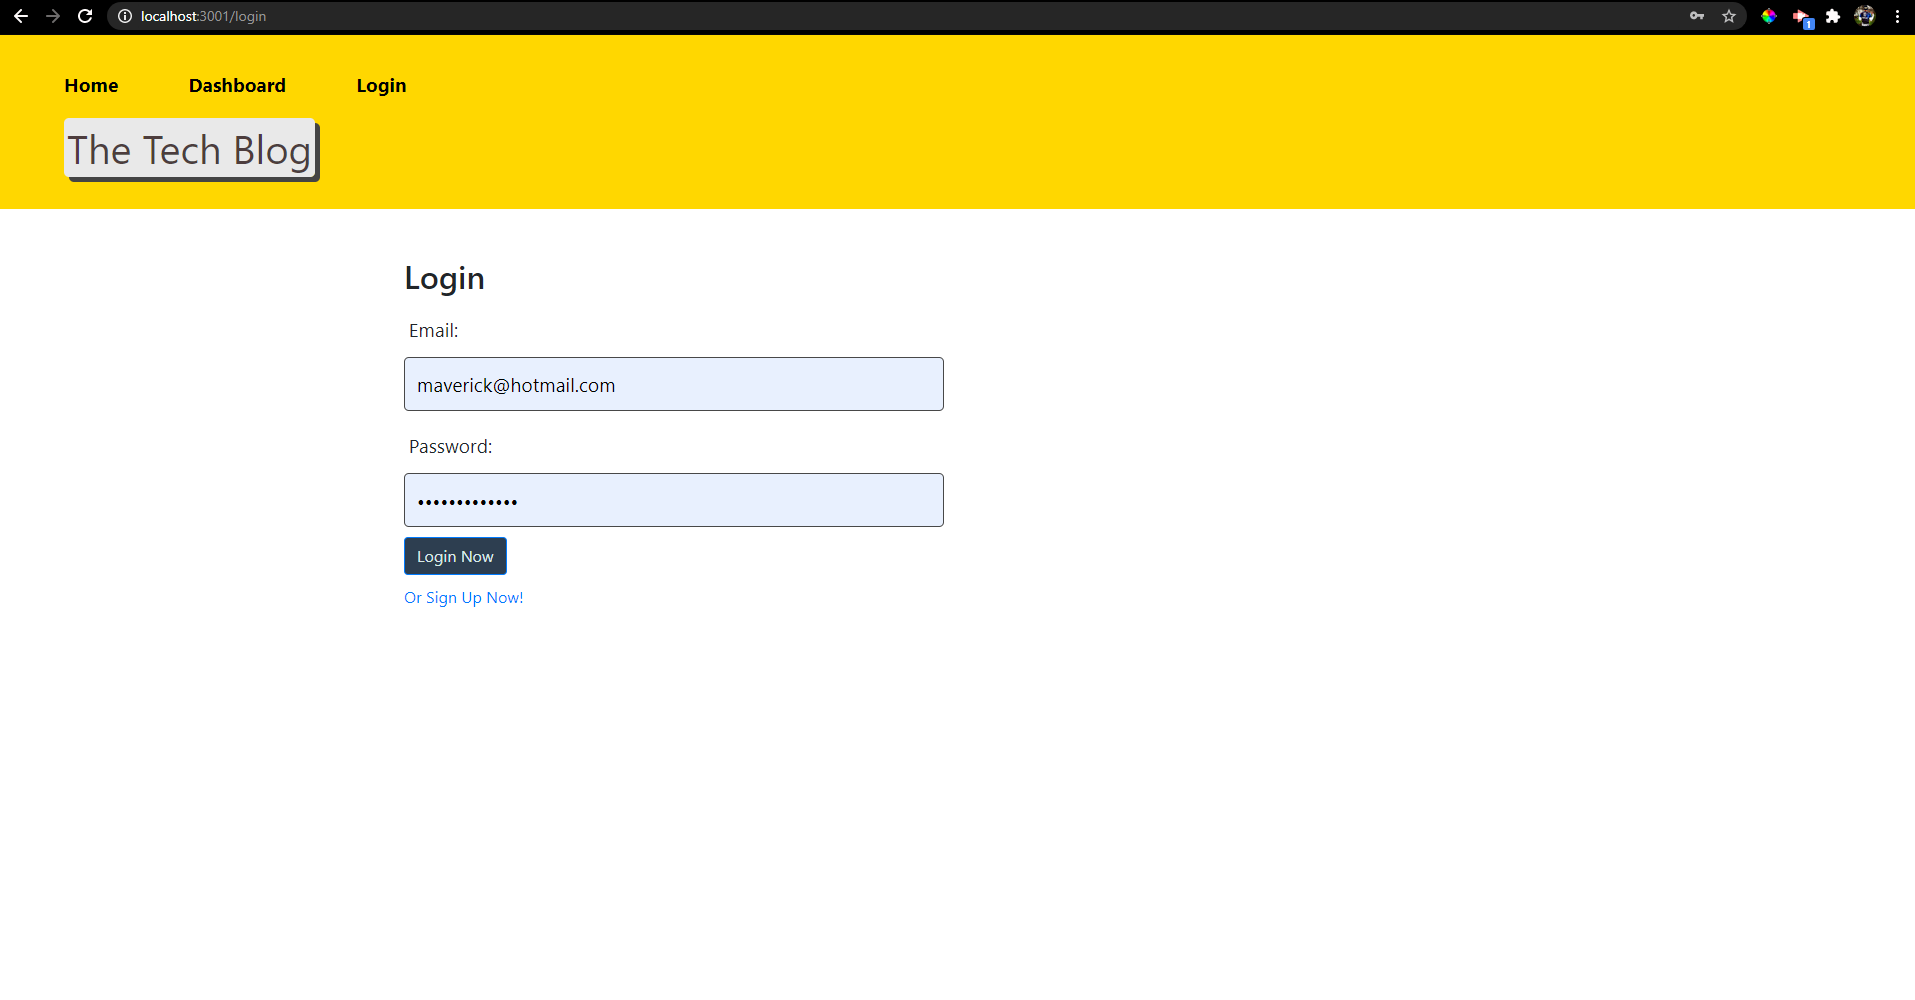 localhost:3001/login
1
Home Dashboard Login
The Tech Blog
Login
Email:
maverick@hotmail.com
Password:
•••••••••••••
Login Now
Or Sign Up Now!